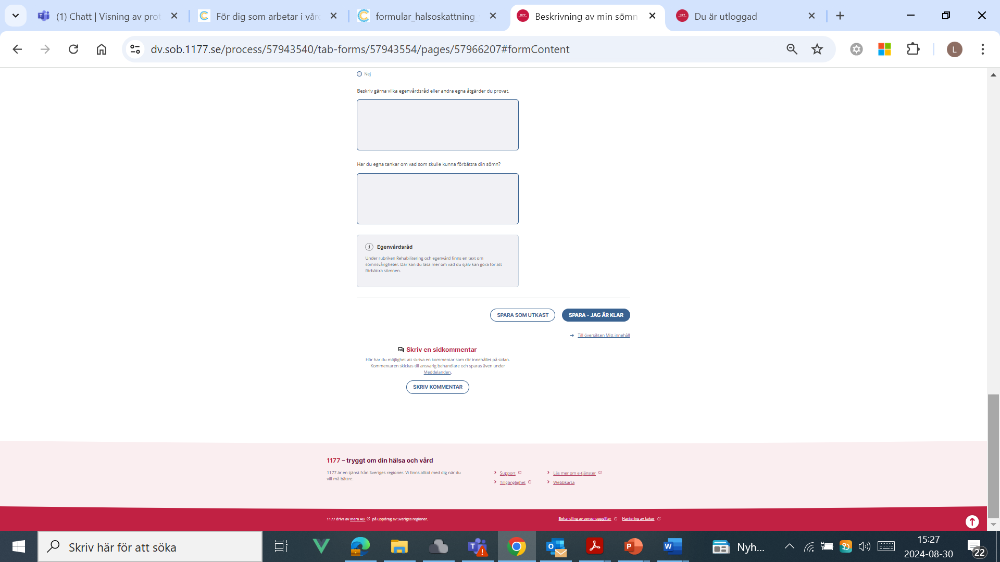 (1) Chatt | Visning av prot
För dig som arbetar i vård
formular_halsoskattning_
Beskrivning av min sömn
Du är utloggad
dv.sob.1177.se/process/57943540/tab-forms/57943554/pages/57966207#formContent
L
Nej
Beskriv gärna vilka egenvårdsråd eller andra egna åtgärder du provat.
Har du egna tankar om vad som skulle kunna förbättra din sömn?
Egenvårdsråd
Under rubriken Rehabilitering och egenvård finns en text om
sömnsvårigheter. Där kan du läsa mer om vad du själv kan göra för att
förbättra sömnen.
SPARA SOM UTKAST
SPARA - JAG ÄR KLAR
Till översikten Mitt innehåll
Skriv en sidkommentar
Här har du möjlighet att skriva en kommentar som rör innehållet på sidan.
Kommentaren skickas till ansvarig behandlare och sparas även under
Meddelanden.
SKRIV KOMMENTAR
1177 – tryggt om din hälsa och vård
1177 är en tjänst från Sveriges regioner. Vi finns alltid med dig när du
vill må bättre.
Support
Läs mer om e-tjänster
Tillgänglighet
Webbkarta
1177 drivs av Inera AB på uppdrag av Sveriges regioner.
Behandling av personuppgifter
Hantering av kakor
Skriv här för att söka
Nyh...
15:27
2024-08-30
22